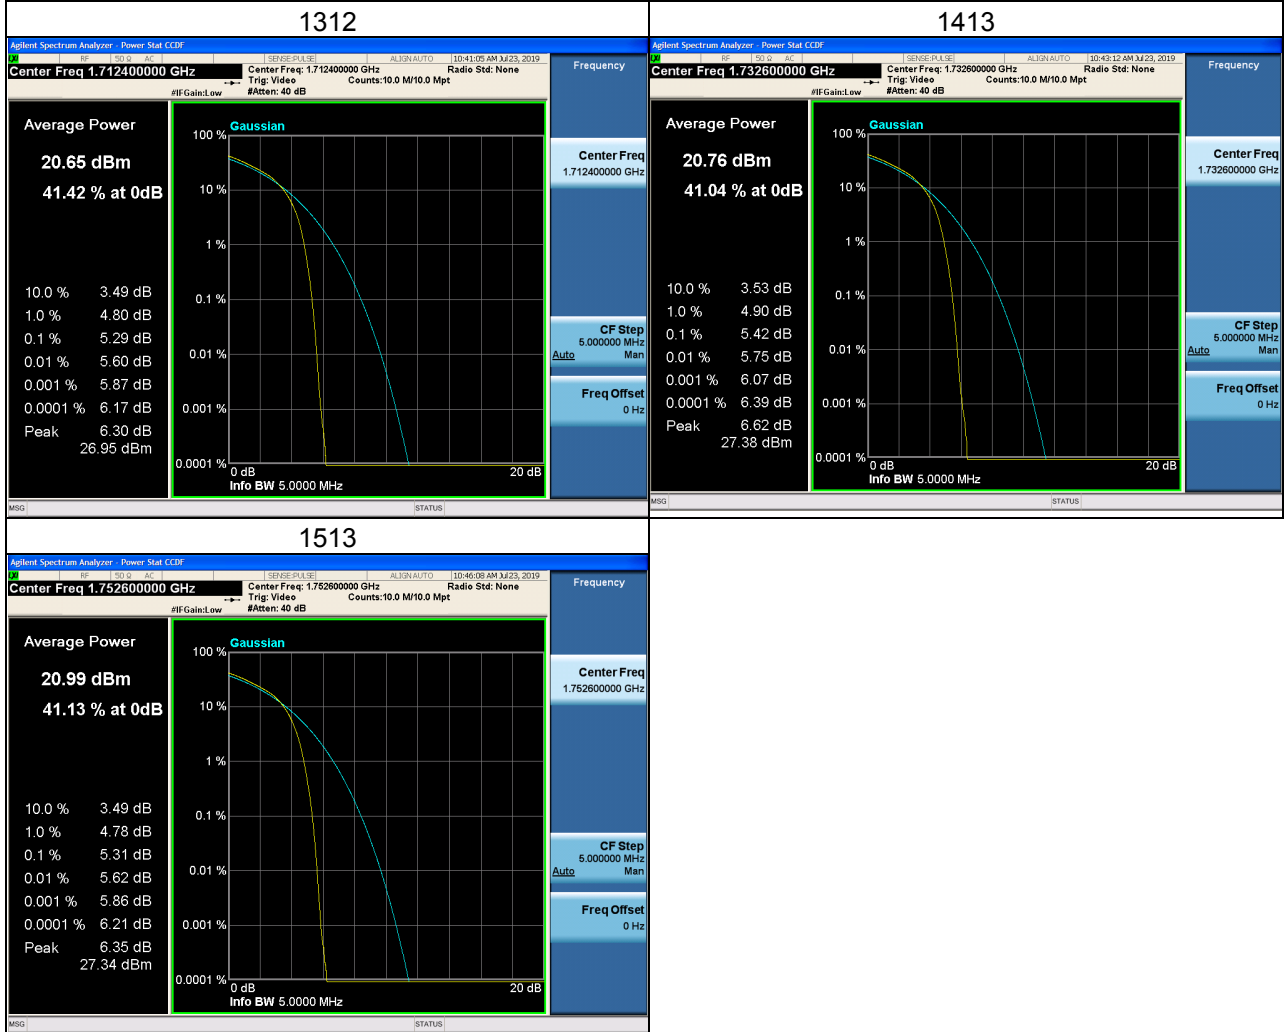 1312
Agilent Spectrum Analyzer - Power Stat CCDF
LXI RF 50 Ω AC SENSE:PULSE ALIGN AUTO 10:41:05 AM Jul 23, 2019
Center Freq 1.712400000 GHz
Center Freq: 1.712400000 GHz Radio Std: None
Trig: Video Counts:10.0 M/10.0 Mpt
#IFGain:Low #Atten: 40 dB
Average Power
20.65 dBm
41.42 % at 0dB
10.0 % 3.49 dB
1.0 % 4.80 dB
0.1 % 5.29 dB
0.01 % 5.60 dB
0.001 % 5.87 dB
0.0001 % 6.17 dB
Peak 6.30 dB
26.95 dBm
Gaussian
100 %
10 %
1 %
0.1 %
0.01 %
0.001 %
0.0001 %
0 dB 20 dB
Info BW 5.0000 MHz
Frequency
Center Freq
1.712400000 GHz
CF Step
5.000000 MHz
Auto Man
Freq Offset
0 Hz
MSG STATUS
1413
Agilent Spectrum Analyzer - Power Stat CCDF
LXI RF 50 Ω AC SENSE:PULSE ALIGN AUTO 10:43:12 AM Jul 23, 2019
Center Freq 1.732600000 GHz
Center Freq: 1.732600000 GHz Radio Std: None
Trig: Video Counts:10.0 M/10.0 Mpt
#IFGain:Low #Atten: 40 dB
Average Power
20.76 dBm
41.04 % at 0dB
10.0 % 3.53 dB
1.0 % 4.90 dB
0.1 % 5.42 dB
0.01 % 5.75 dB
0.001 % 6.07 dB
0.0001 % 6.39 dB
Peak 6.62 dB
27.38 dBm
Gaussian
100 %
10 %
1 %
0.1 %
0.01 %
0.001 %
0.0001 %
0 dB 20 dB
Info BW 5.0000 MHz
Frequency
Center Freq
1.732600000 GHz
CF Step
5.000000 MHz
Auto Man
Freq Offset
0 Hz
MSG STATUS
1513
Agilent Spectrum Analyzer - Power Stat CCDF
LXI RF 50 Ω AC SENSE:PULSE ALIGN AUTO 10:46:08 AM Jul 23, 2019
Center Freq 1.752600000 GHz
Center Freq: 1.752600000 GHz Radio Std: None
Trig: Video Counts:10.0 M/10.0 Mpt
#IFGain:Low #Atten: 40 dB
Average Power
20.99 dBm
41.13 % at 0dB
10.0 % 3.49 dB
1.0 % 4.78 dB
0.1 % 5.31 dB
0.01 % 5.62 dB
0.001 % 5.86 dB
0.0001 % 6.21 dB
Peak 6.35 dB
27.34 dBm
Gaussian
100 %
10 %
1 %
0.1 %
0.01 %
0.001 %
0.0001 %
0 dB 20 dB
Info BW 5.0000 MHz
Frequency
Center Freq
1.752600000 GHz
CF Step
5.000000 MHz
Auto Man
Freq Offset
0 Hz
MSG STATUS